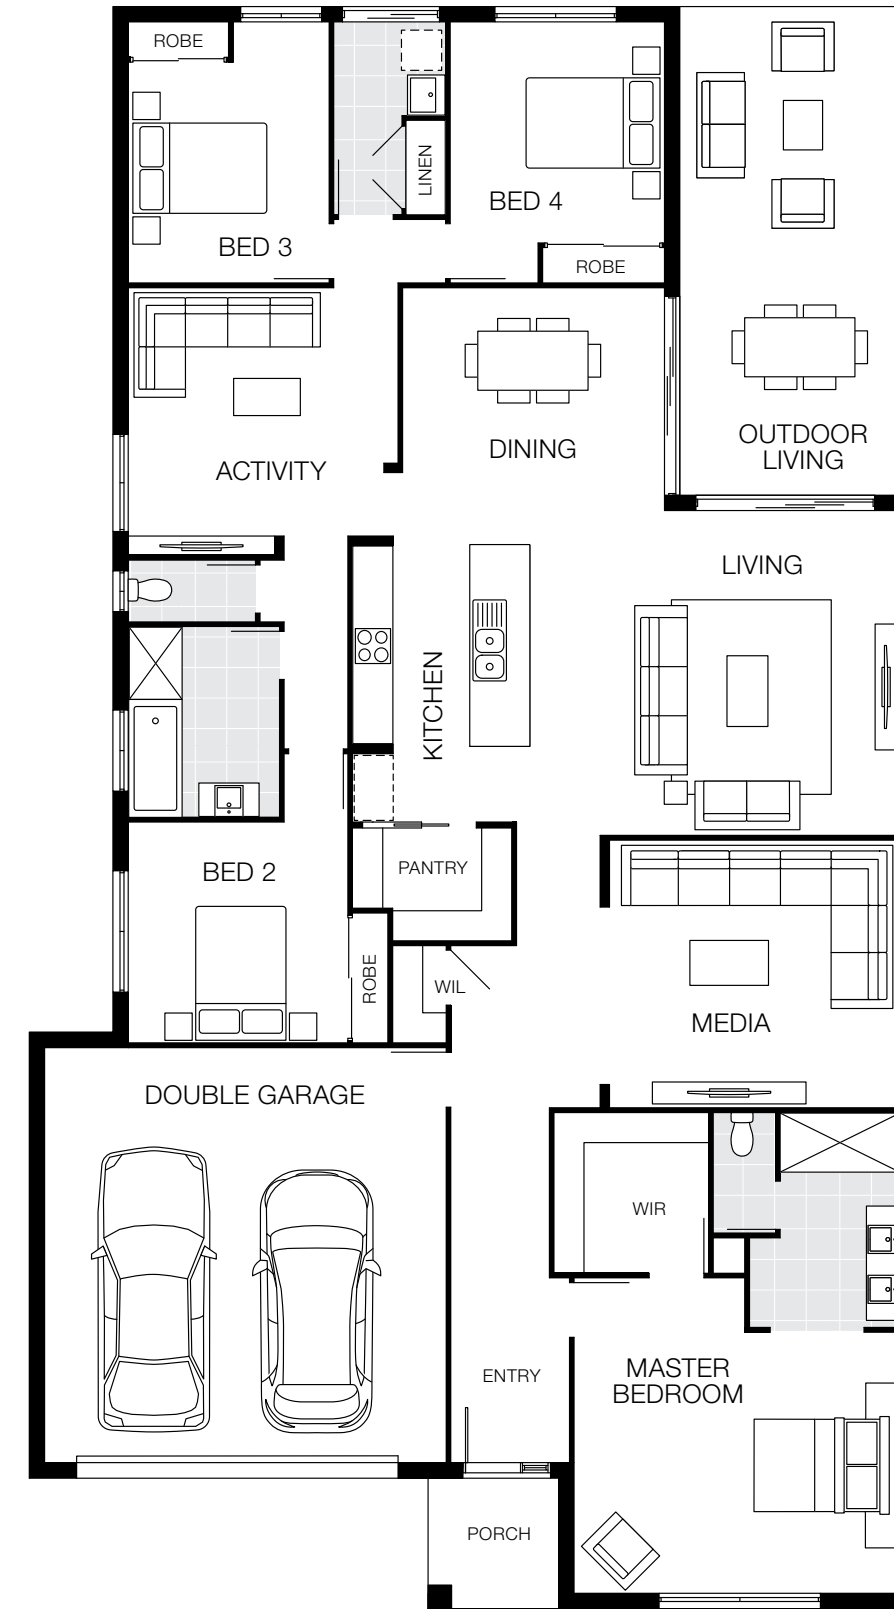 ROBE
LINEN
BED 4
BED 3
ROBE
OUTDOOR
LIVING
DINING
ACTIVITY
LIVING
KITCHEN
PANTRY
BED 2
ROBE
WIL
MEDIA
DOUBLE GARAGE
WIR
ENTRY
MASTER
BEDROOM
PORCH